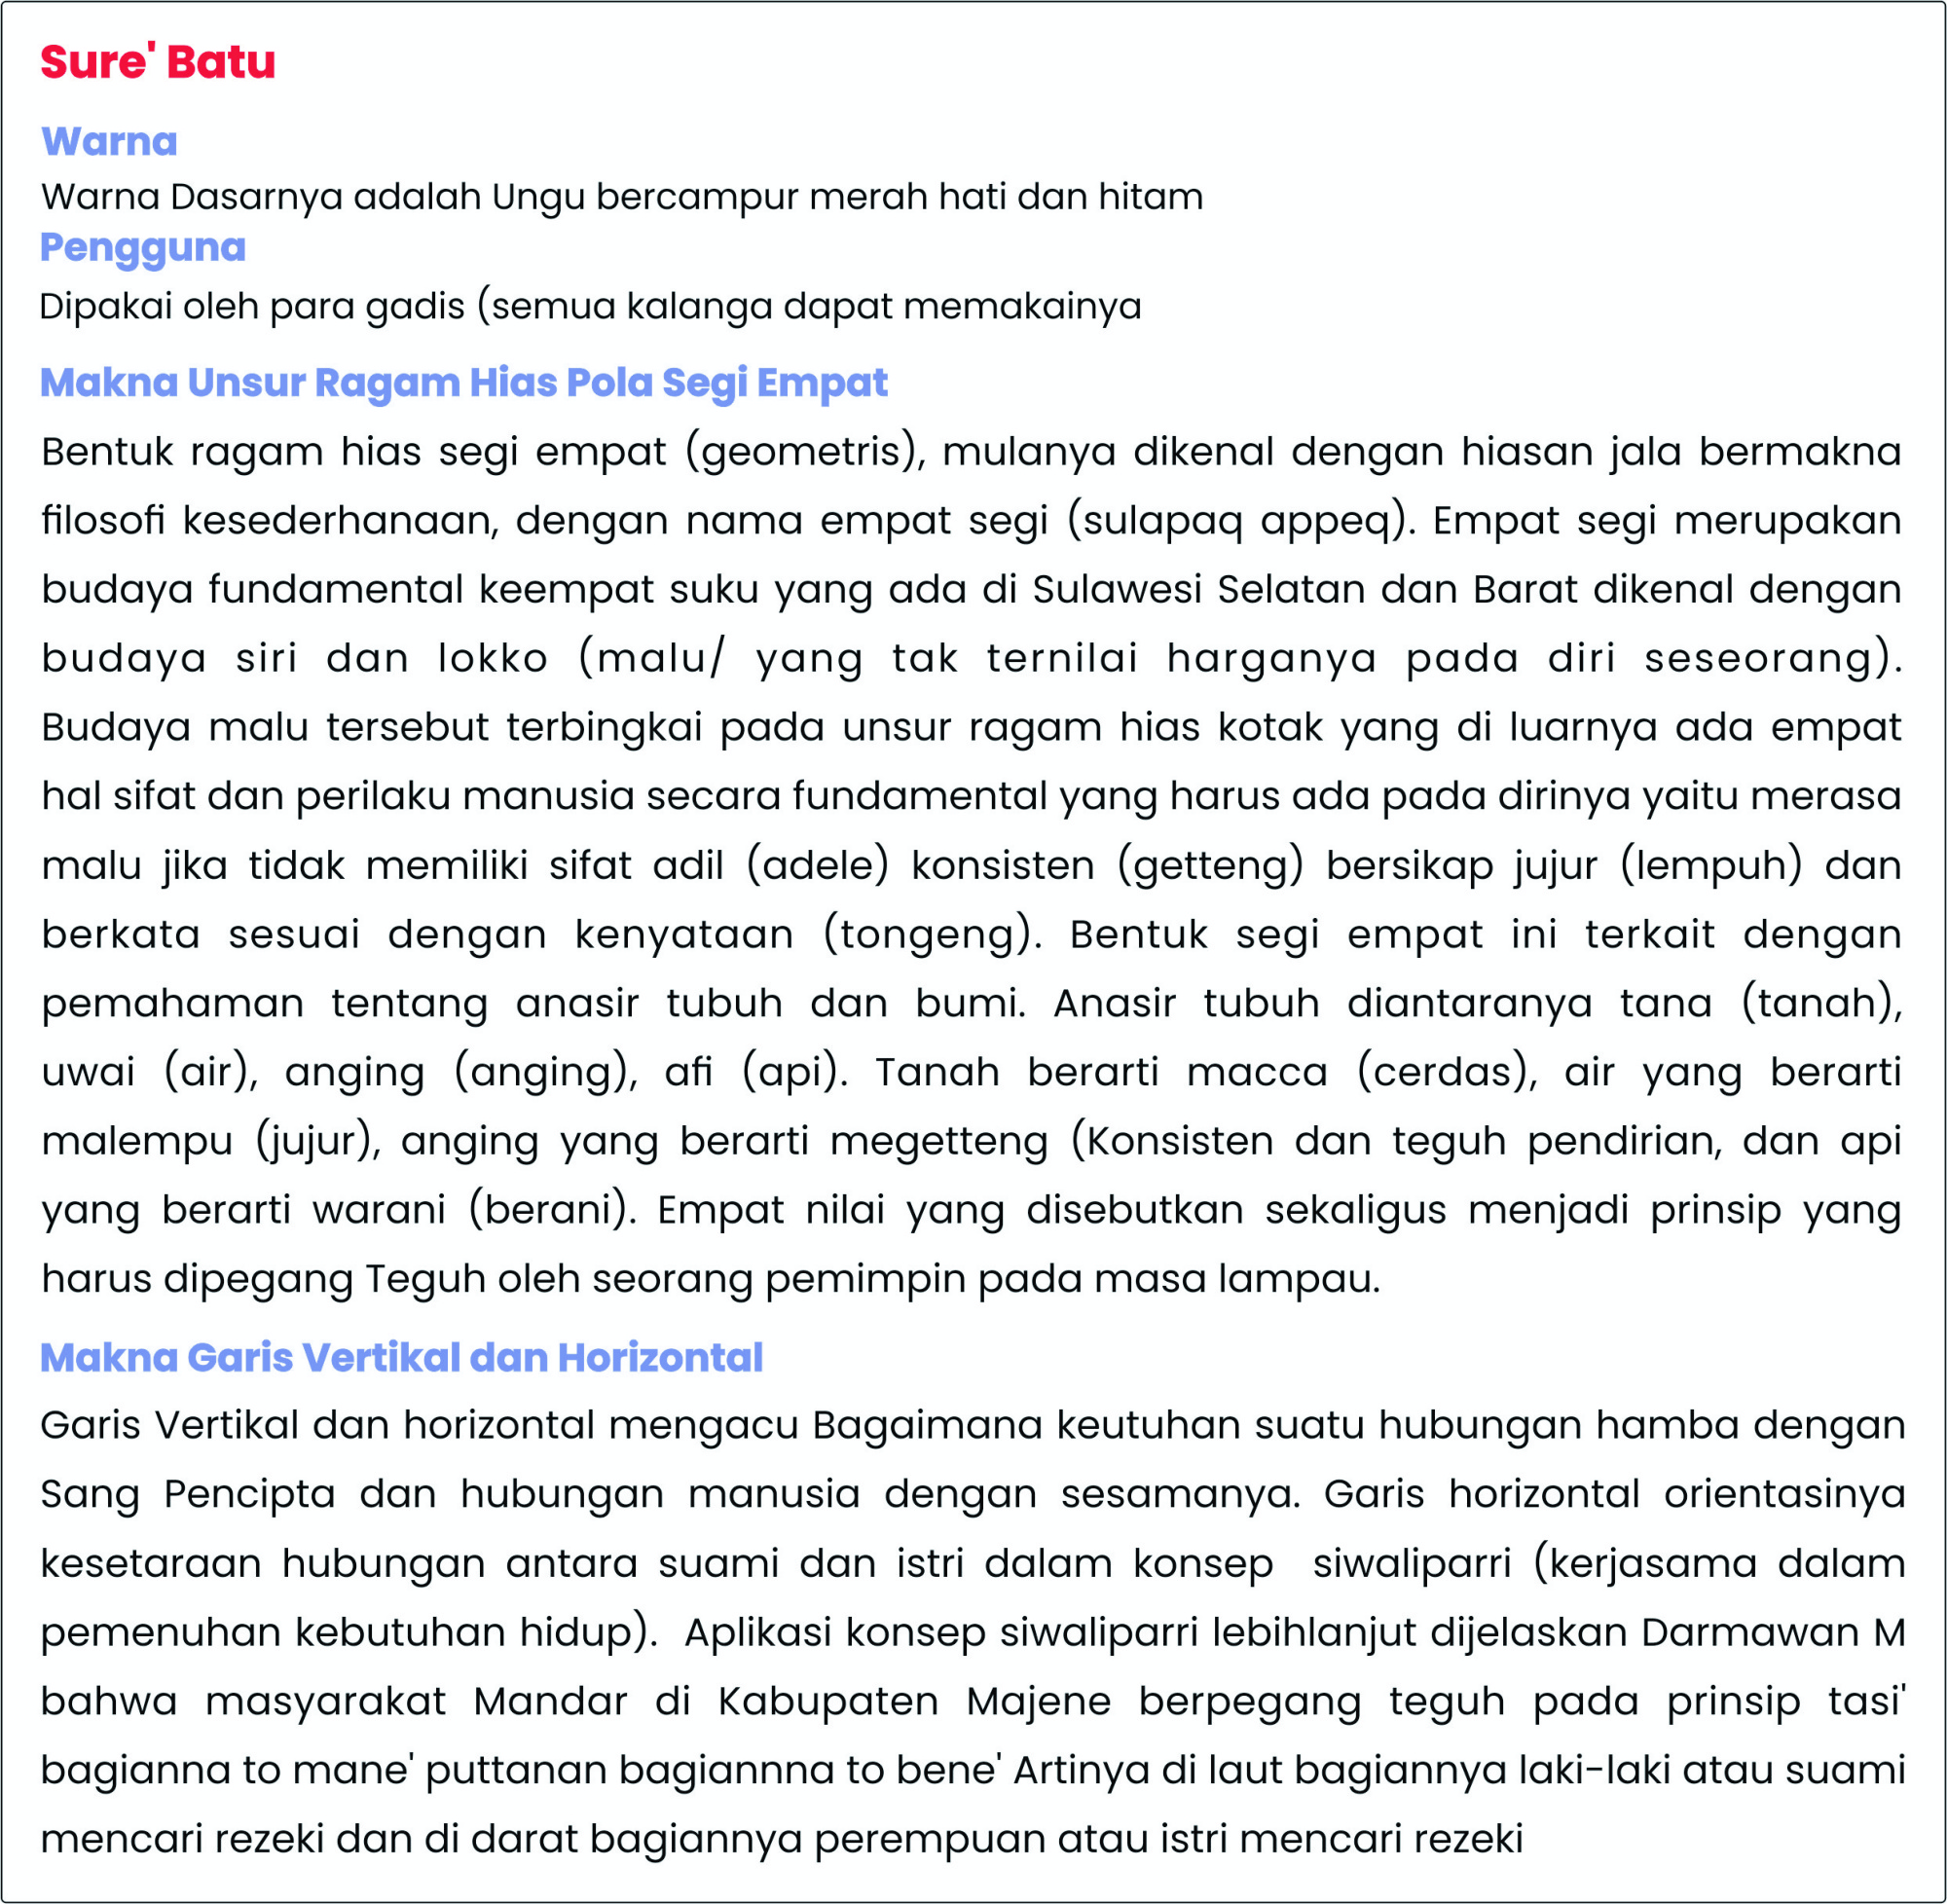 Sure' Batu
Warna
Warna Dasarnya adalah Ungu bercampur merah hati dan hitam
Pengguna
Dipakai oleh para gadis (semua kalanga dapat memakainya
Makna Unsur Ragam Hias Pola Segi Empat
Bentuk ragam hias segi empat (geometris), mulanya dikenal dengan hiasan jala bermakna
filosofi kesederhanaan, dengan nama empat segi (sulapaq appeq). Empat segi merupakan
budaya fundamental keempat suku yang ada di Sulawesi Selatan dan Barat dikenal dengan
budaya siri dan lokko (malu/ yang tak ternilai harganya pada diri seseorang).
Budaya malu tersebut terbingkai pada unsur ragam hias kotak yang di luarnya ada empat
hal sifat dan perilaku manusia secara fundamental yang harus ada pada dirinya yaitu merasa
malu jika tidak memiliki sifat adil (adele) konsisten (getteng) bersikap jujur (lempuh) dan
berkata sesuai dengan kenyataan (tongeng). Bentuk segi empat ini terkait dengan
pemahaman tentang anasir tubuh dan bumi. Anasir tubuh diantaranya tana (tanah),
uwai (air), anging (anging), afi (api). Tanah berarti macca (cerdas), air yang berarti
malempu (jujur), anging yang berarti megetteng (Konsisten dan teguh pendirian, dan api
yang berarti warani (berani). Empat nilai yang disebutkan sekaligus menjadi prinsip yang
harus dipegang Teguh oleh seorang pemimpin pada masa lampau.
Makna Garis Vertikal dan Horizontal
Garis Vertikal dan horizontal mengacu Bagaimana keutuhan suatu hubungan hamba dengan
Sang Pencipta dan hubungan manusia dengan sesamanya. Garis horizontal orientasinya
kesetaraan hubungan antara suami dan istri dalam konsep  siwaliparri (kerjasama dalam
pemenuhan kebutuhan hidup).  Aplikasi konsep siwaliparri lebihlanjut dijelaskan Darmawan M
bahwa masyarakat Mandar di Kabupaten Majene berpegang teguh pada prinsip tasi'
bagianna to mane' puttanan bagiannna to bene' Artinya di laut bagiannya laki-laki atau suami
mencari rezeki dan di darat bagiannya perempuan atau istri mencari rezeki